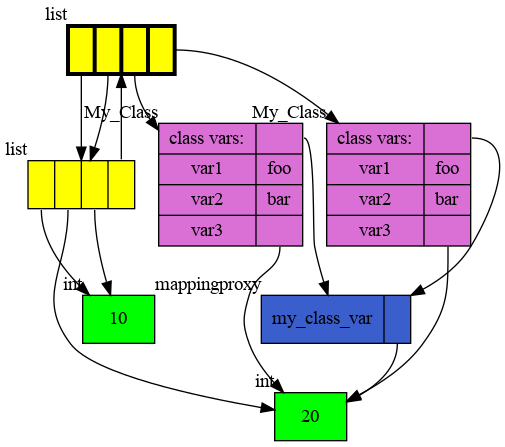 list
My_Class
My_Class
class vars:
class vars:
var1 foo
var1 foo
var2 bar
var2 bar
var3
var3
list
int
10
mappingproxy
my_class_var
int
20